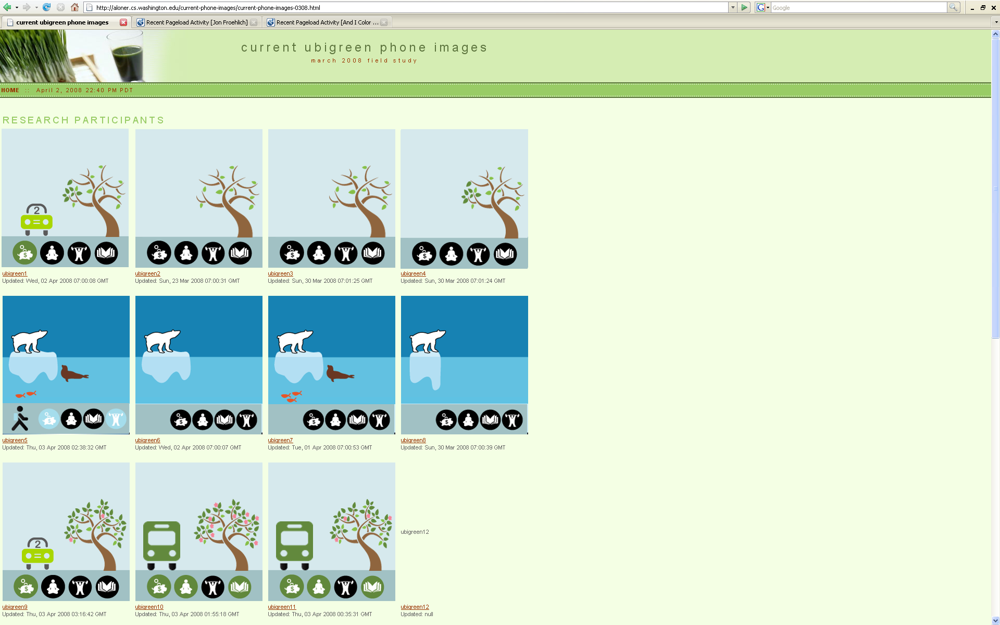 http://aloner.cs.washington.edu/current-phone-images/current-phone-images-0308.html
Google
current ubigreen phone images
Recent Pageload Activity [Jon Froehlich]
Recent Pageload Activity [And I Color ...
current ubigreen phone images
march 2008 field study
HOME :: April 2, 2008 22:40 PM PDT
RESEARCH PARTICIPANTS
2
$ $ $ $
ubigreen1 ubigreen2 ubigreen3 ubigreen4
Updated: Wed, 02 Apr 2008 07:00:08 GMT Updated: Sun, 23 Mar 2008 07:00:31 GMT Updated: Sun, 30 Mar 2008 07:01:25 GMT Updated: Sun, 30 Mar 2008 07:01:24 GMT
$ $ $ $
ubigreen5 ubigreen6 ubigreen7 ubigreen8
Updated: Thu, 03 Apr 2008 02:38:32 GMT Updated: Wed, 02 Apr 2008 07:00:07 GMT Updated: Tue, 01 Apr 2008 07:00:53 GMT Updated: Sun, 30 Mar 2008 07:00:39 GMT
ubigreen12
2
$ $ $
ubigreen9 ubigreen10 ubigreen11 ubigreen12
Updated: Thu, 03 Apr 2008 03:16:42 GMT Updated: Thu, 03 Apr 2008 01:55:18 GMT Updated: Thu, 03 Apr 2008 00:35:31 GMT Updated: null